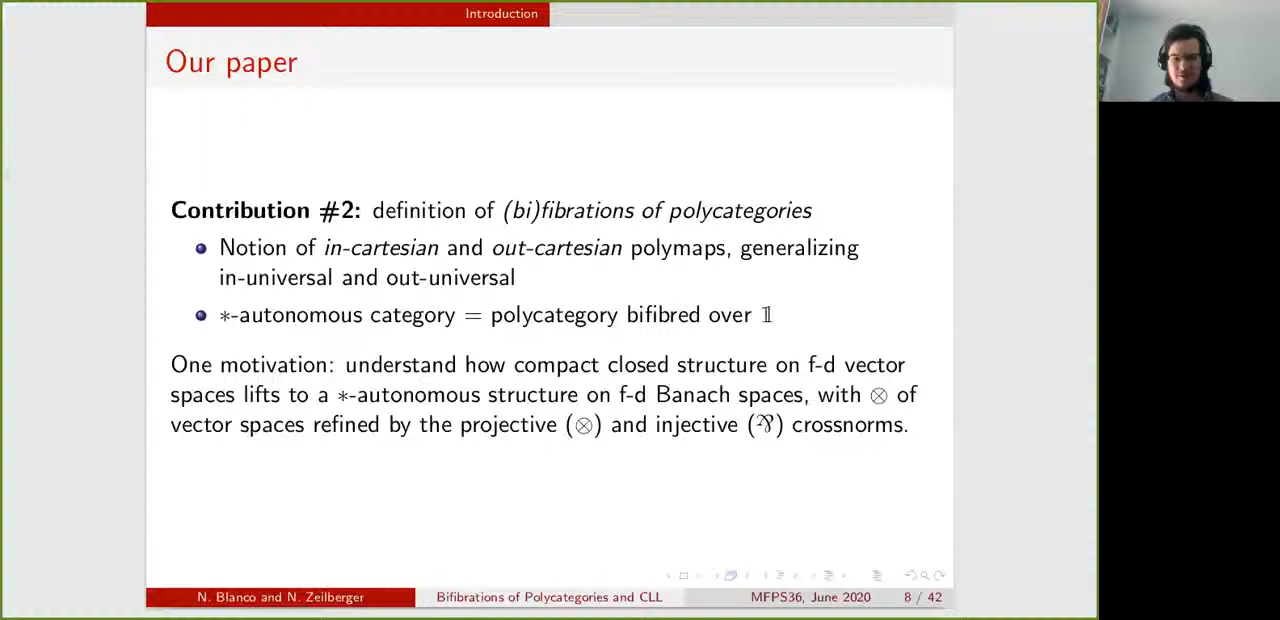 Introduction
Our paper
Contribution #2: definition of (bi)fibrations of polycategories
Notion of in-cartesian and out-cartesian polymaps, generalizing
in-universal and out-universal
∗-autonomous category = polycategory bifibred over 𝟙
One motivation: understand how compact closed structure on f-d vector
spaces lifts to a ∗-autonomous structure on f-d Banach spaces, with ⊗ of
vector spaces refined by the projective (⊗) and injective (⅋) crossnorms.
N. Blanco and N. Zeilberger
Bifibrations of Polycategories and CLL
MFPS36, June 2020
8 / 42